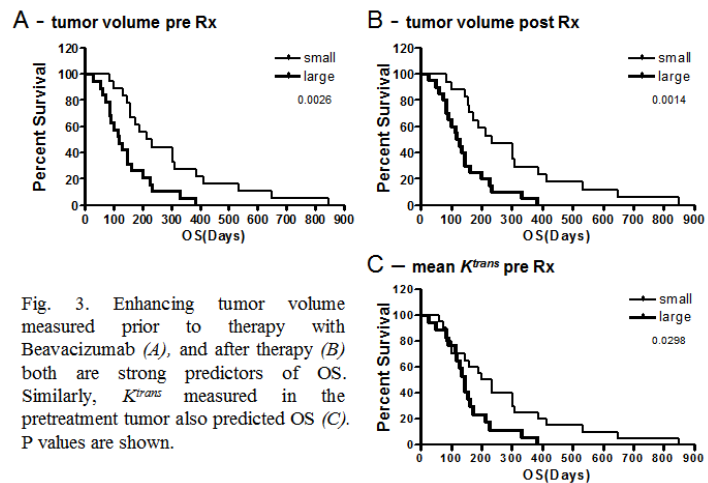 A – tumor volume pre Rx
120
100
80
60
40
20
0
Percent Survival
0 100 200 300 400 500 600 700 800 900
OS(Days)
small
large
0.0026
B – tumor volume post Rx
120
100
80
60
40
20
0
Percent Survival
0 100 200 300 400 500 600 700 800 900
OS(Days)
small
large
0.0014
Fig. 3. Enhancing tumor volume
measured prior to therapy with
Beavacizumab (A), and after therapy (B)
both are strong predictors of OS.
Similarly, Ktrans measured in the
pretreatment tumor also predicted OS (C).
P values are shown.
C – mean Ktrans pre Rx
120
100
80
60
40
20
0
Percent Survival
0 100 200 300 400 500 600 700 800 900
OS(Days)
small
large
0.0298